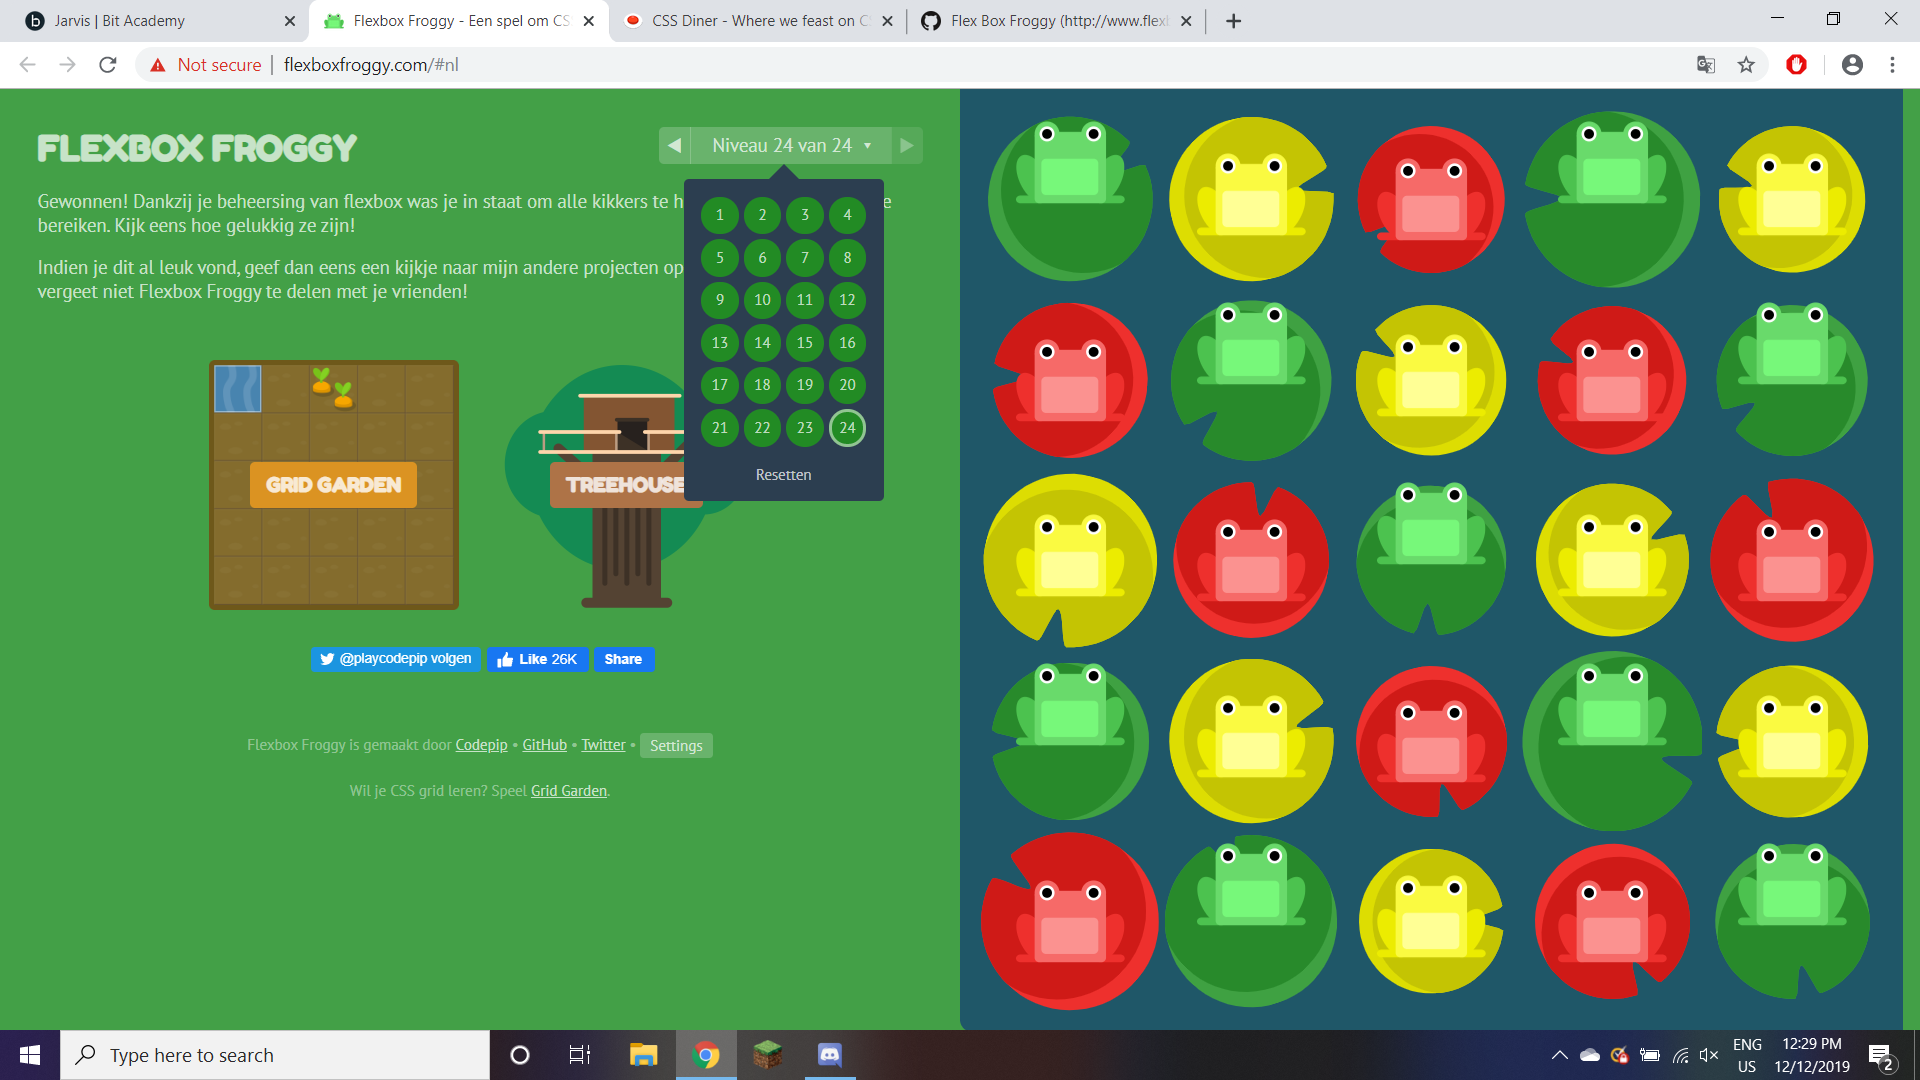 Jarvis | Bit Academy
Flexbox Froggy - Een spel om CS
CSS Diner - Where we feast on C
Flex Box Froggy (http://www.flex
Not secure
flexboxfroggy.com/#nl
FLEXBOX FROGGY
Niveau 24 van 24
Gewonnen! Dankzij je beheersing van flexbox was je in staat om alle kikkers te h e
bereiken. Kijk eens hoe gelukkig ze zijn!
Indien je dit al leuk vond, geef dan eens een kijkje naar mijn andere projecten op
vergeet niet Flexbox Froggy te delen met je vrienden!
1 2 3 4
5 6 7 8
9 10 11 12
13 14 15 16
17 18 19 20
21 22 23 24
Resetten
GRID GARDEN
TREEHOUSE
@playcodepip volgen
Like 26K
Share
Flexbox Froggy is gemaakt door Codepip • GitHub • Twitter • Settings
Wil je CSS grid leren? Speel Grid Garden.
Type here to search
ENG
US
12:29 PM
12/12/2019
2